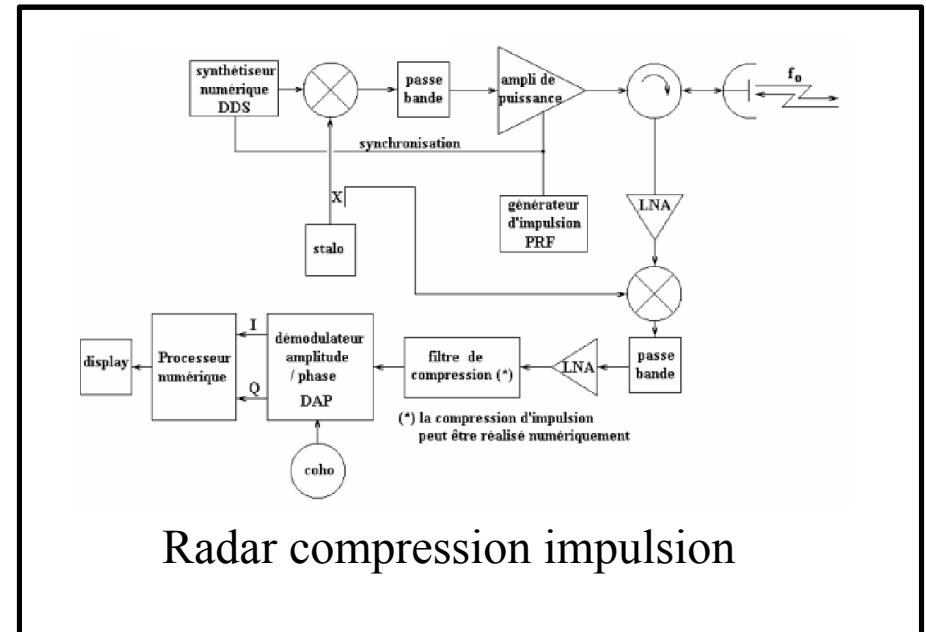 synthétiseur
numérique
DDS
passe
bande
ampli de
puissance
f₀
synchronisation
X
stalo
générateur
d'impulsion
PRF
LNA
display
Processeur
numérique
I
Q
démodulateur
amplitude
/ phase
DAP
filtre de
compression (*)
LNA
passe
bande
(*) la compression d'impulsion
peut être réalisé numériquement
coho
Radar compression impulsion